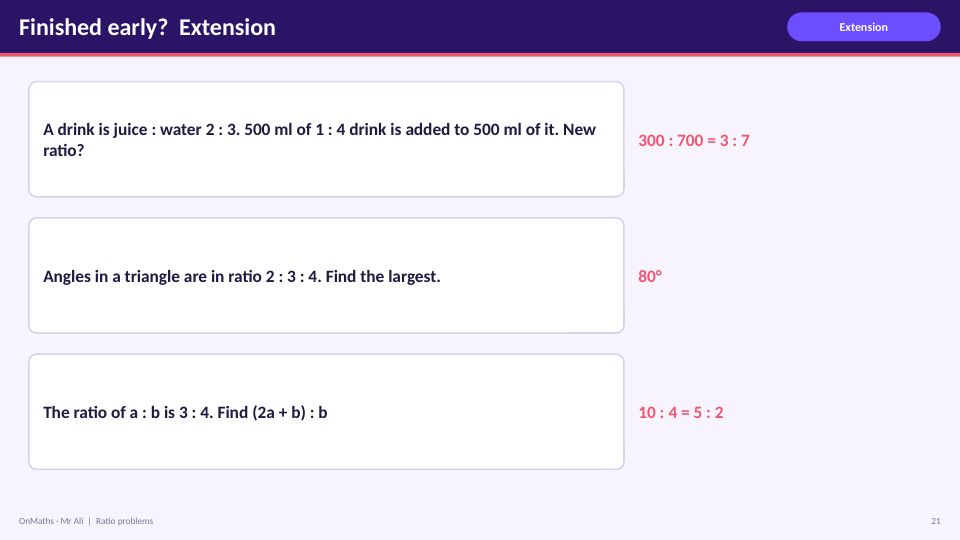 Finished early?  Extension
Extension
A drink is juice : water 2 : 3. 500 ml of 1 : 4 drink is added to 500 ml of it. New
ratio?
300 : 700 = 3 : 7
Angles in a triangle are in ratio 2 : 3 : 4. Find the largest.
80°
The ratio of a : b is 3 : 4. Find (2a + b) : b
10 : 4 = 5 : 2
OnMaths - Mr Ali  |  Ratio problems
21